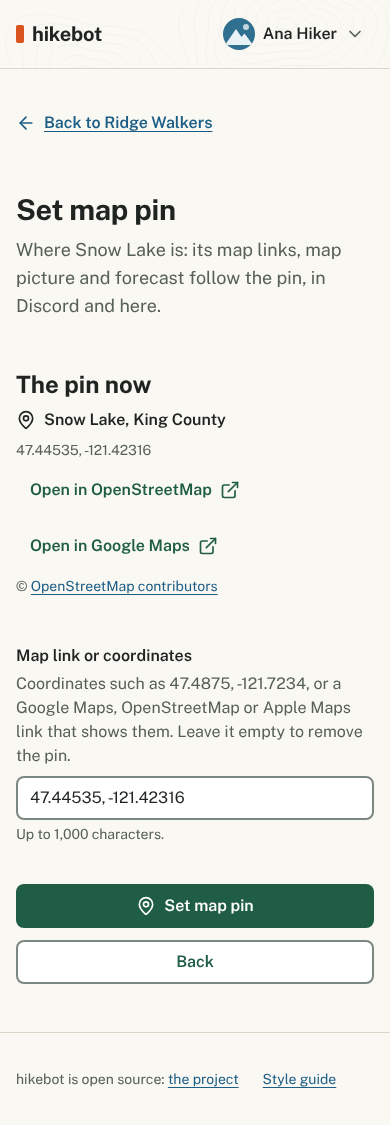 hikebot
Ana Hiker
Back to Ridge Walkers
Set map pin
Where Snow Lake is: its map links, map
picture and forecast follow the pin, in
Discord and here.
The pin now
Snow Lake, King County
47.44535, -121.42316
Open in OpenStreetMap
Open in Google Maps
© OpenStreetMap contributors
Map link or coordinates
Coordinates such as 47.4875, -121.7234, or a
Google Maps, OpenStreetMap or Apple Maps
link that shows them. Leave it empty to remove
the pin.
47.44535, -121.42316
Up to 1,000 characters.
Set map pin
Back
hikebot is open source: the project Style guide